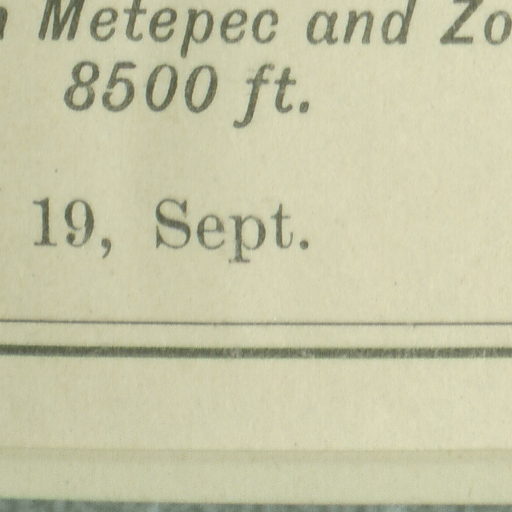 Metepec and
8500 ft.
19, Sept.